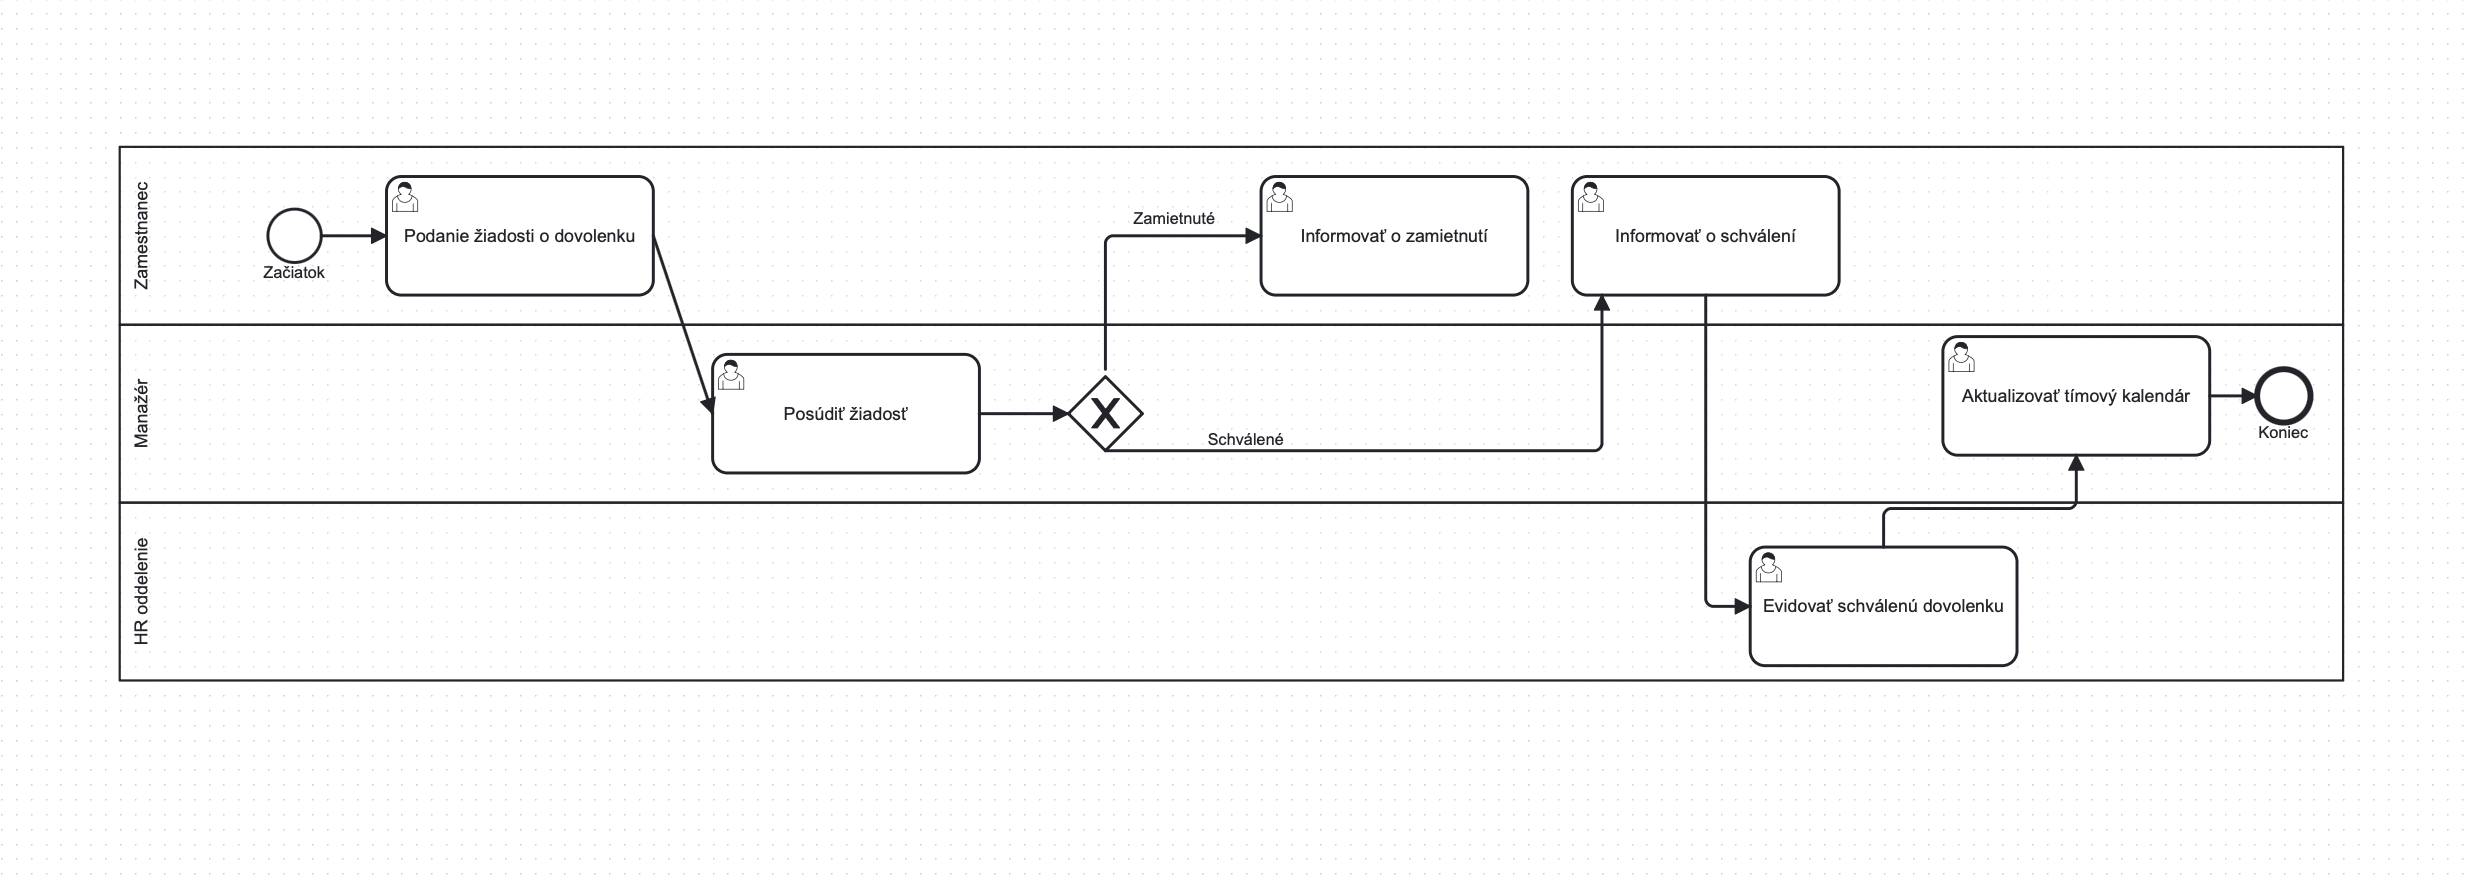 Zamestnanec
Začiatok
Podanie žiadosti o dovolenku
Zamietnuté
Informovať o zamietnutí
Informovať o schválení
Manažér
Posúdiť žiadosť
Schválené
Aktualizovať tímový kalendár
Koniec
HR oddelenie
Evidovať schválenú dovolenku